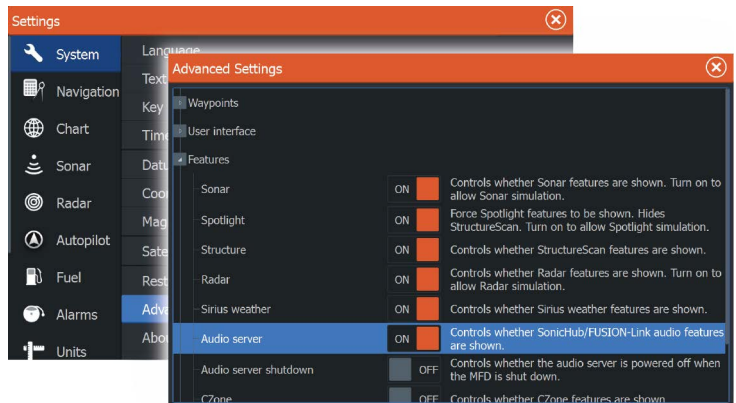 Settings
System
Navigation
Chart
Sonar
Radar
Autopilot
Fuel
Alarms
Units
Language
Text
Key
Time
Rest
Advanced Settings
Waypoints
User interface
Features
Sonar ON Controls whether Sonar features are shown. Turn on to
allow Sonar simulation.
Spotlight ON Force Spotlight features to be shown. Hides
StructureScan. Turn on to allow Spotlight simulation.
Structure ON Controls whether StructureScan features are shown.
Radar ON Controls whether Radar features are shown. Turn on to
allow Radar simulation.
Sirius weather ON Controls whether Sirius weather features are shown.
Audio server ON Controls whether SonicHub/FUSION-Link audio features
are shown.
Audio server shutdown OFF Controls whether the audio server is powered off when
the MFD is shut down.
CZone OFF Controls whether CZone features are shown